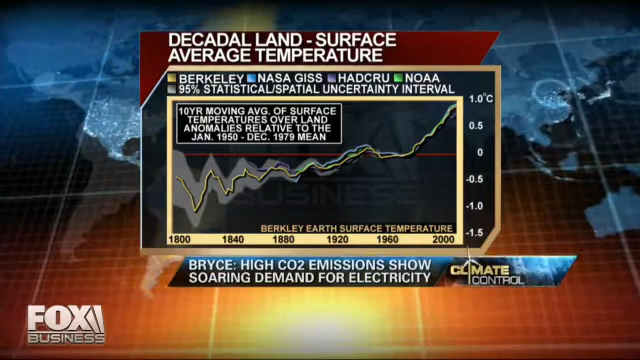 DECADAL LAND - SURFACE
AVERAGE TEMPERATURE
BERKELEY NASA GISS HADCRU NOAA
95% STATISTICAL/SPATIAL UNCERTAINTY INTERVAL
10YR MOVING AVG. OF SURFACE
TEMPERATURES OVER LAND
ANOMALIES RELATIVE TO THE
JAN. 1950 - DEC. 1979 MEAN
1.0°C
0.5
0
-0.5
-1.0
-1.5
FOX
BUSINESS
BERKLEY EARTH SURFACE TEMPERATURE
1800 1840 1880 1920 1960 2000
BRYCE: HIGH CO2 EMISSIONS SHOW
SOARING DEMAND FOR ELECTRICITY
CLIMATE
CONTROL
FOX
BUSINESS